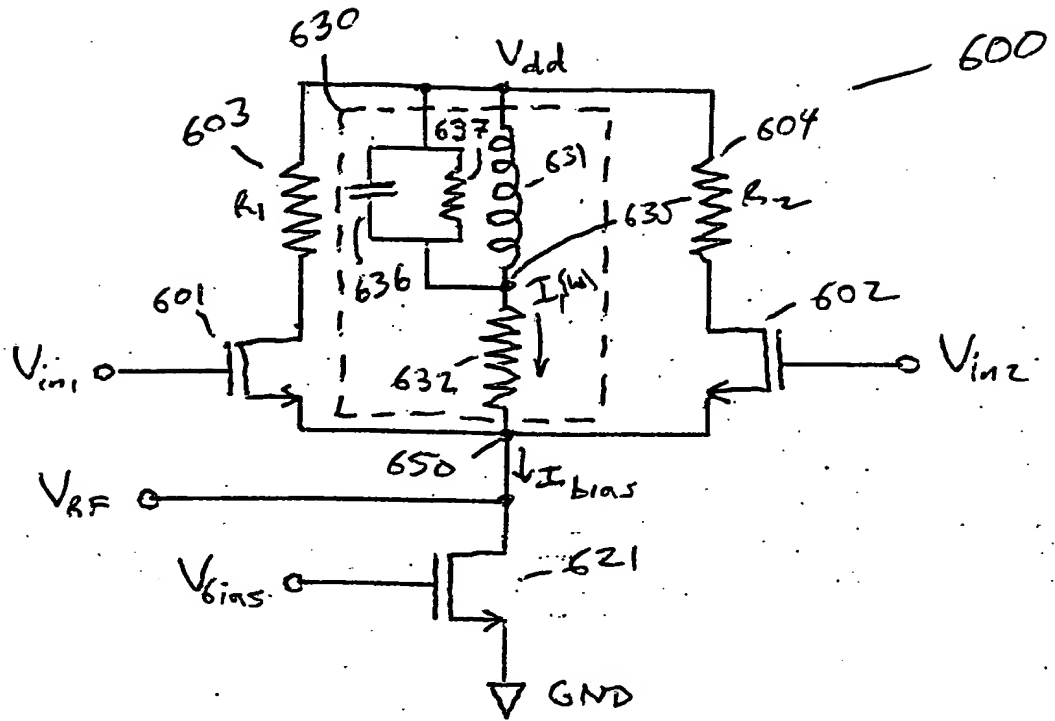 630
Vdd
600
603
637
604
R1
631
635
R2
636
I1(ω)
601
602
Vin1
632
Vin2
650
Ibias
VRF
Vbias
621
GND